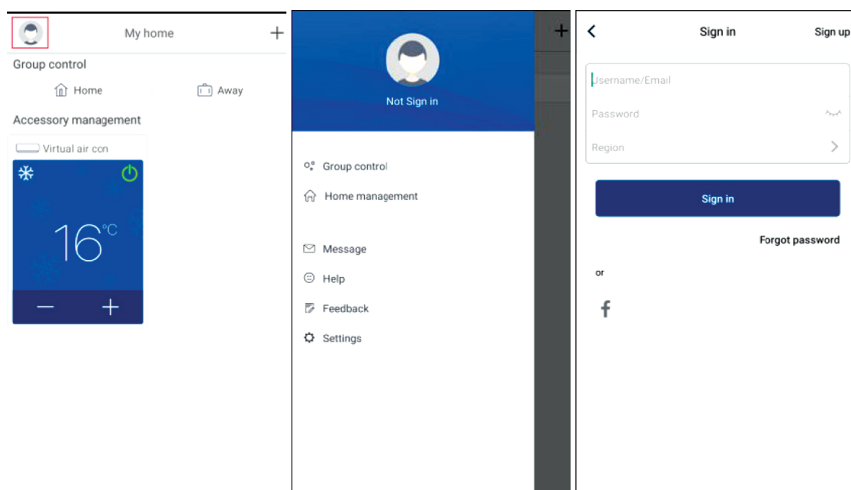 My home
+
Group control
Home
Away
Accessory management
Virtual air con
16°C
— +
Not Sign in
Group control
Home management
Message
Help
Feedback
Settings
+
Sign in
Sign up
Username/Email
Password
Region
Sign in
Forgot password
or
f